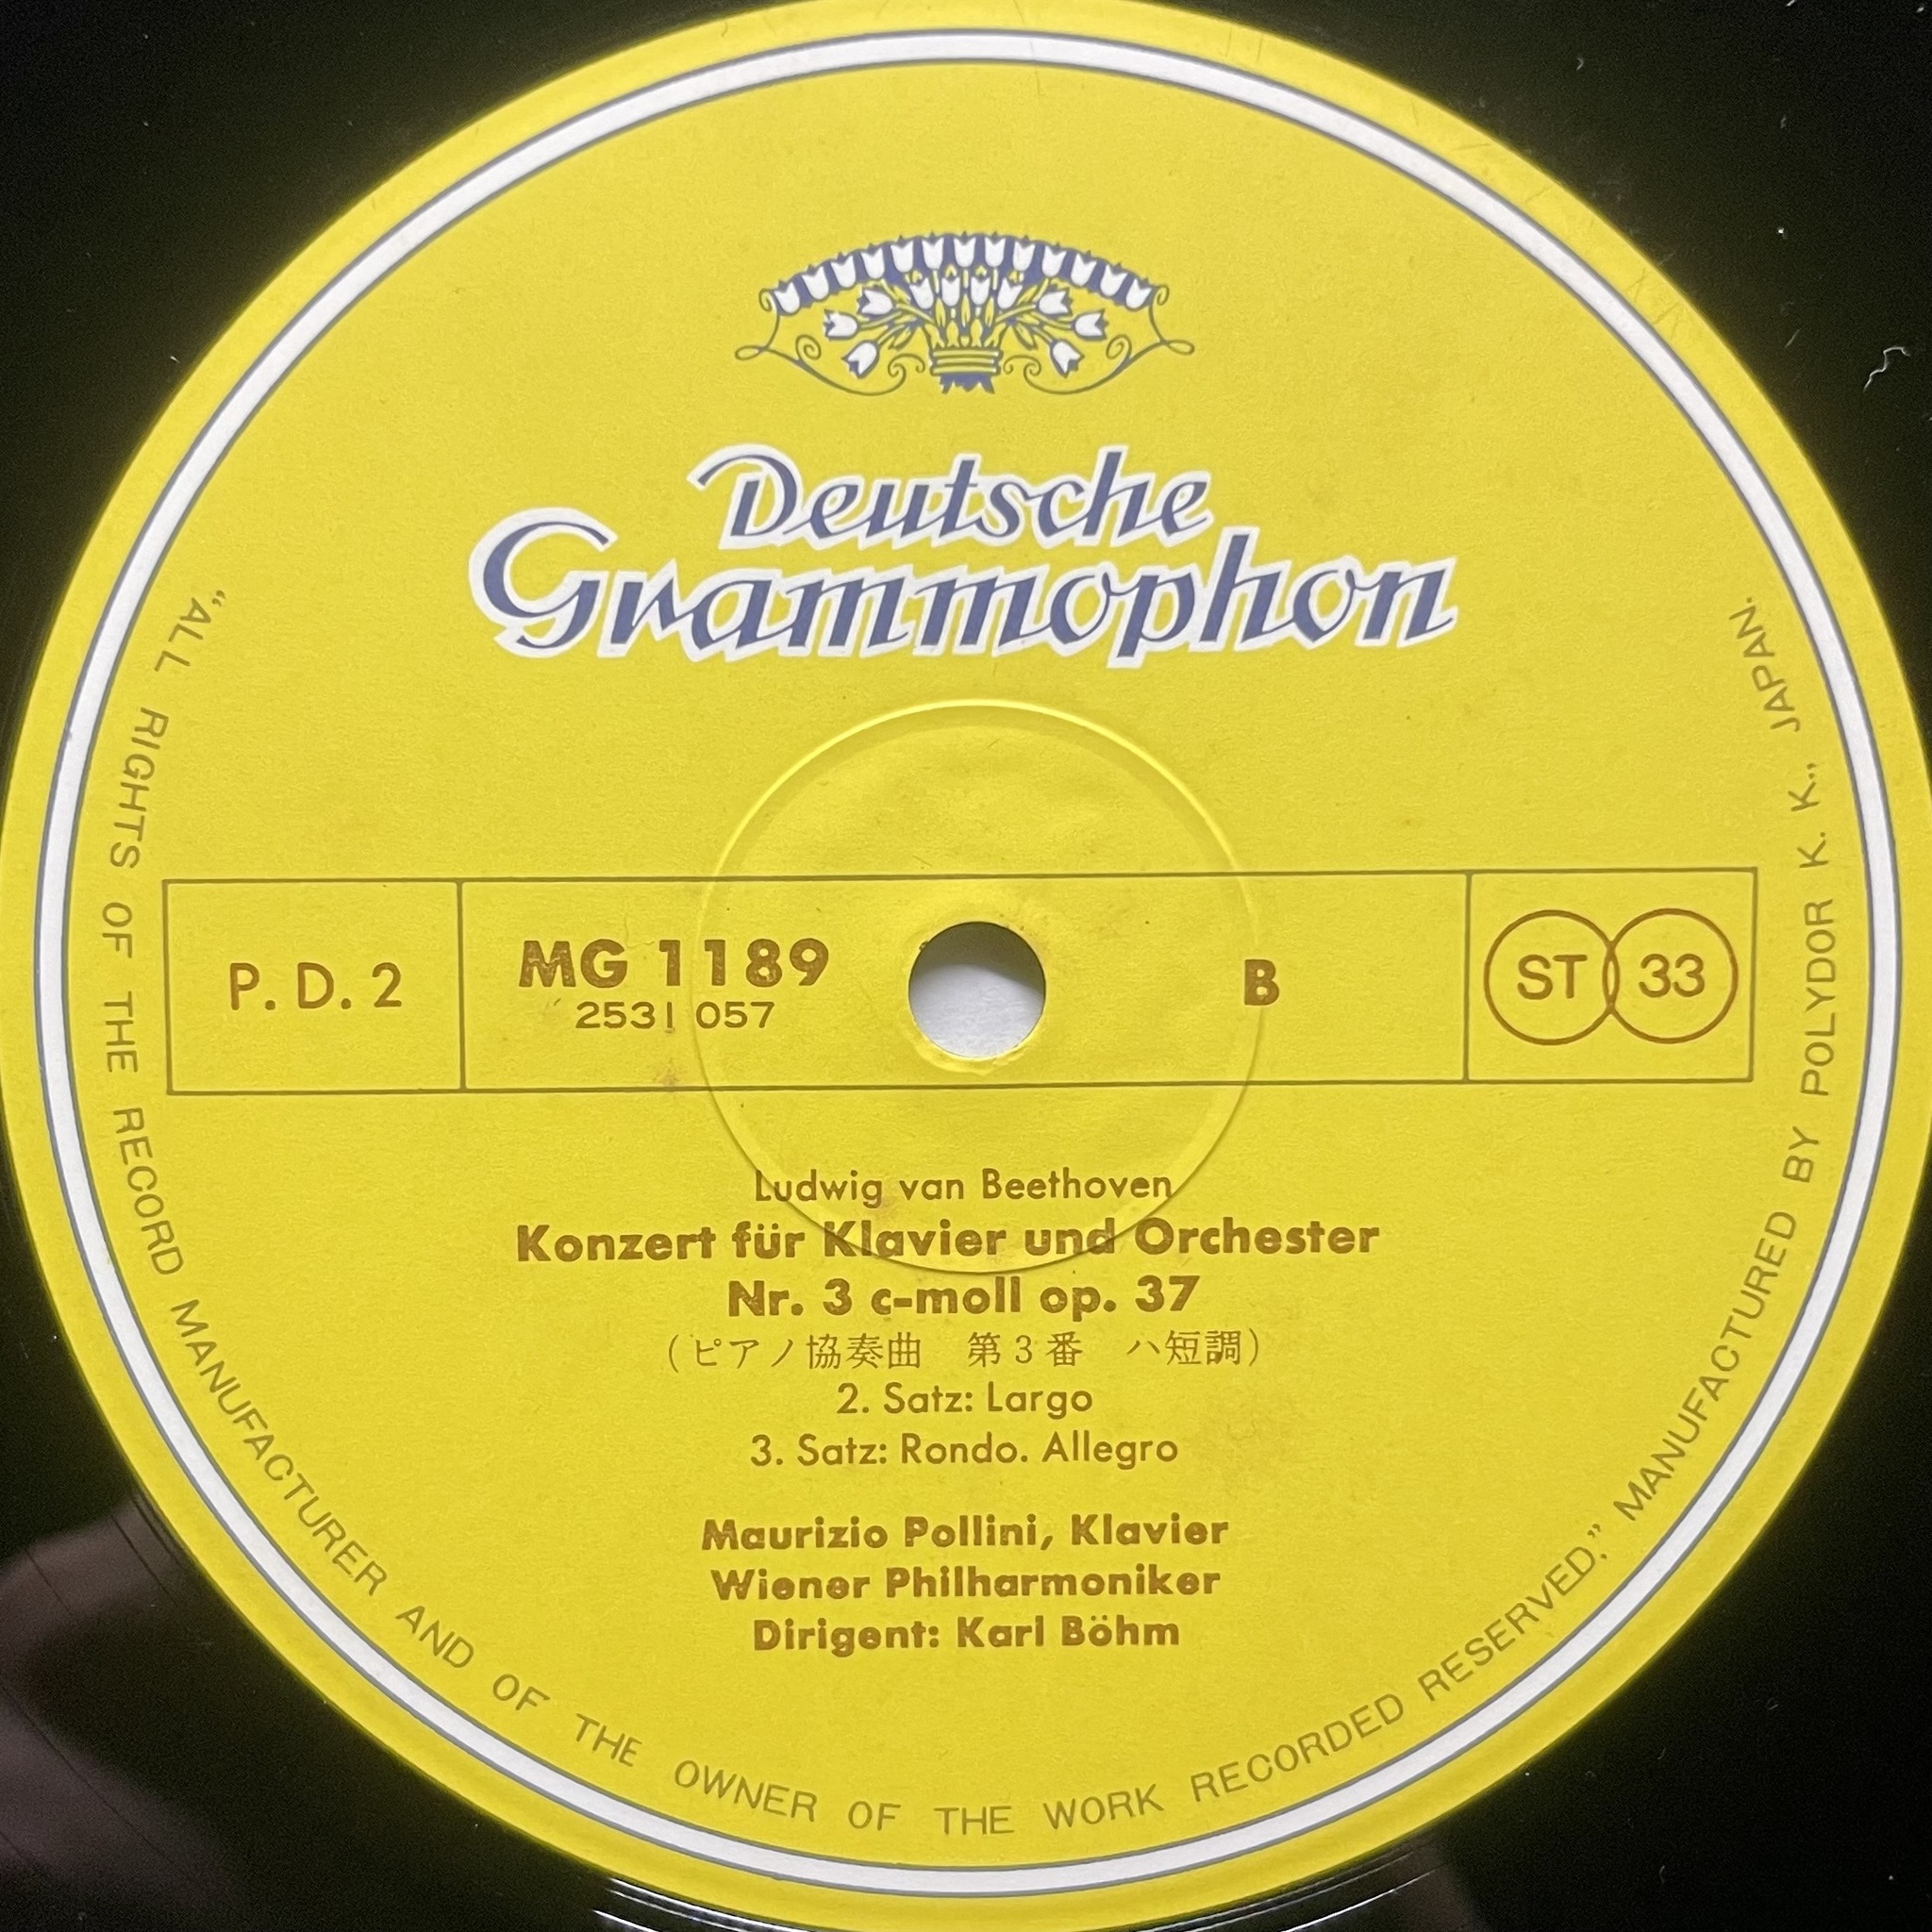 Deutsche
Grammophon
P. D. 2
MG 1189
2531 057
B
ST 33
Ludwig van Beethoven
Konzert für Klavier und Orchester
Nr. 3 c-moll op. 37
(ピアノ協奏曲　第3番　ハ短調)
2. Satz: Largo
3. Satz: Rondo. Allegro
Maurizio Pollini, Klavier
Wiener Philharmoniker
Dirigent: Karl Böhm
“ALL RIGHTS OF THE RECORD MANUFACTURER AND OF THE OWNER OF THE WORK RECORDED RESERVED.” MANUFACTURED BY POLYDOR K. K., JAPAN.